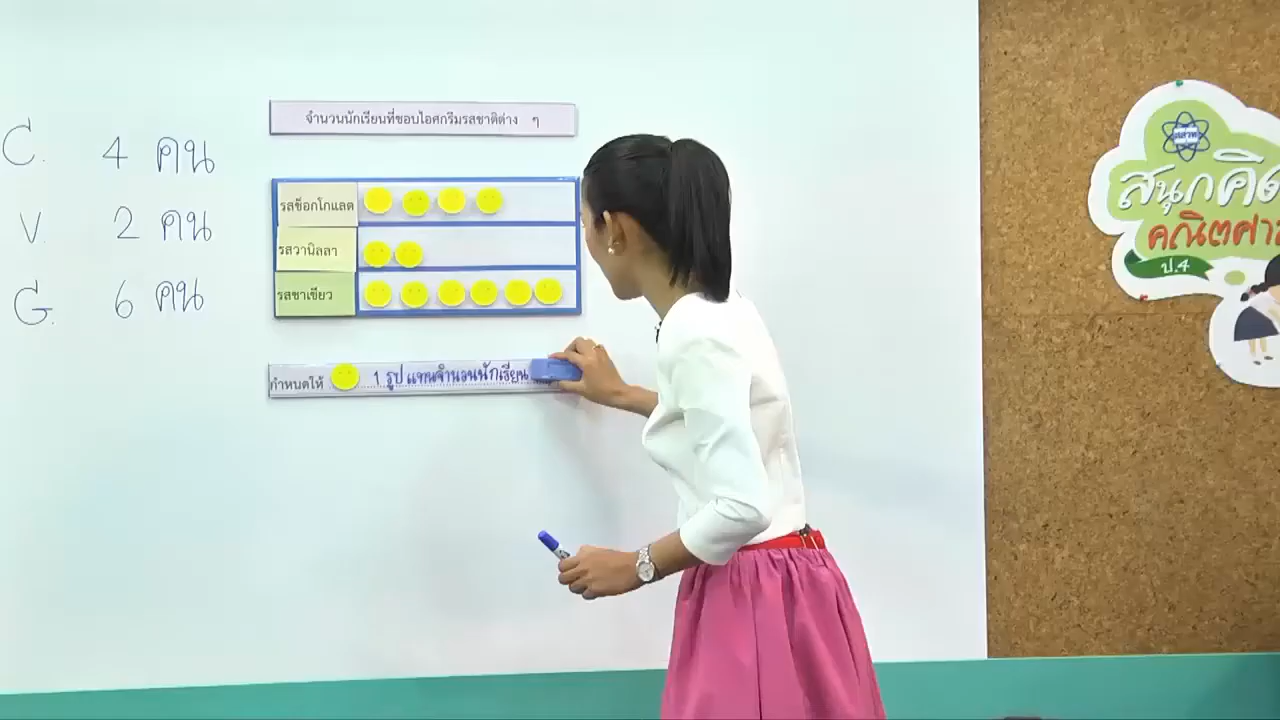 C. 4 คน
V. 2 คน
G. 6 คน
จำนวนนักเรียนที่ชอบไอศกรีมรสชาติต่าง ๆ
รสช็อกโกแลต
รสวานิลลา
รสชาเขียว
กำหนดให้ 1 รูป แทนจำนวนนักเรียน
สสวท
สนุกคิด
คณิตศา
ป.4